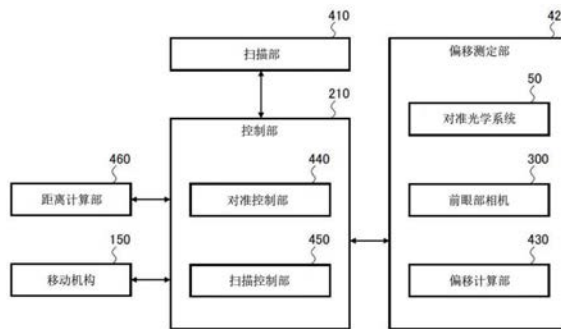 410
扫描部
42
偏移测定部
50
对准光学系统
210
控制部
460
距离计算部
440
对准控制部
300
前眼部相机
150
移动机构
450
扫描控制部
430
偏移计算部